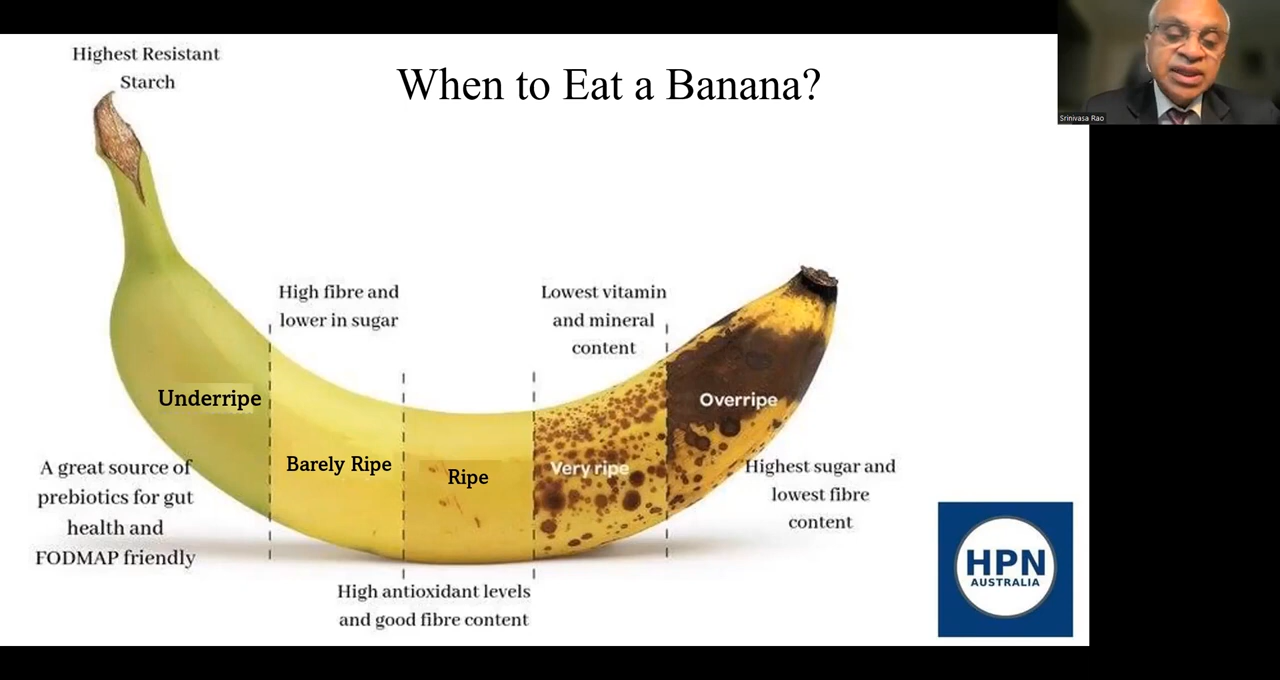 When to Eat a Banana?
Highest Resistant
Starch
High fibre and
lower in sugar
Lowest vitamin
and mineral
content
Underripe
Barely Ripe
Ripe
Very ripe
Overripe
A great source of
prebiotics for gut
health and
FODMAP friendly
High antioxidant levels
and good fibre content
Highest sugar and
lowest fibre
content
HPN
AUSTRALIA
Srinivasa Rao